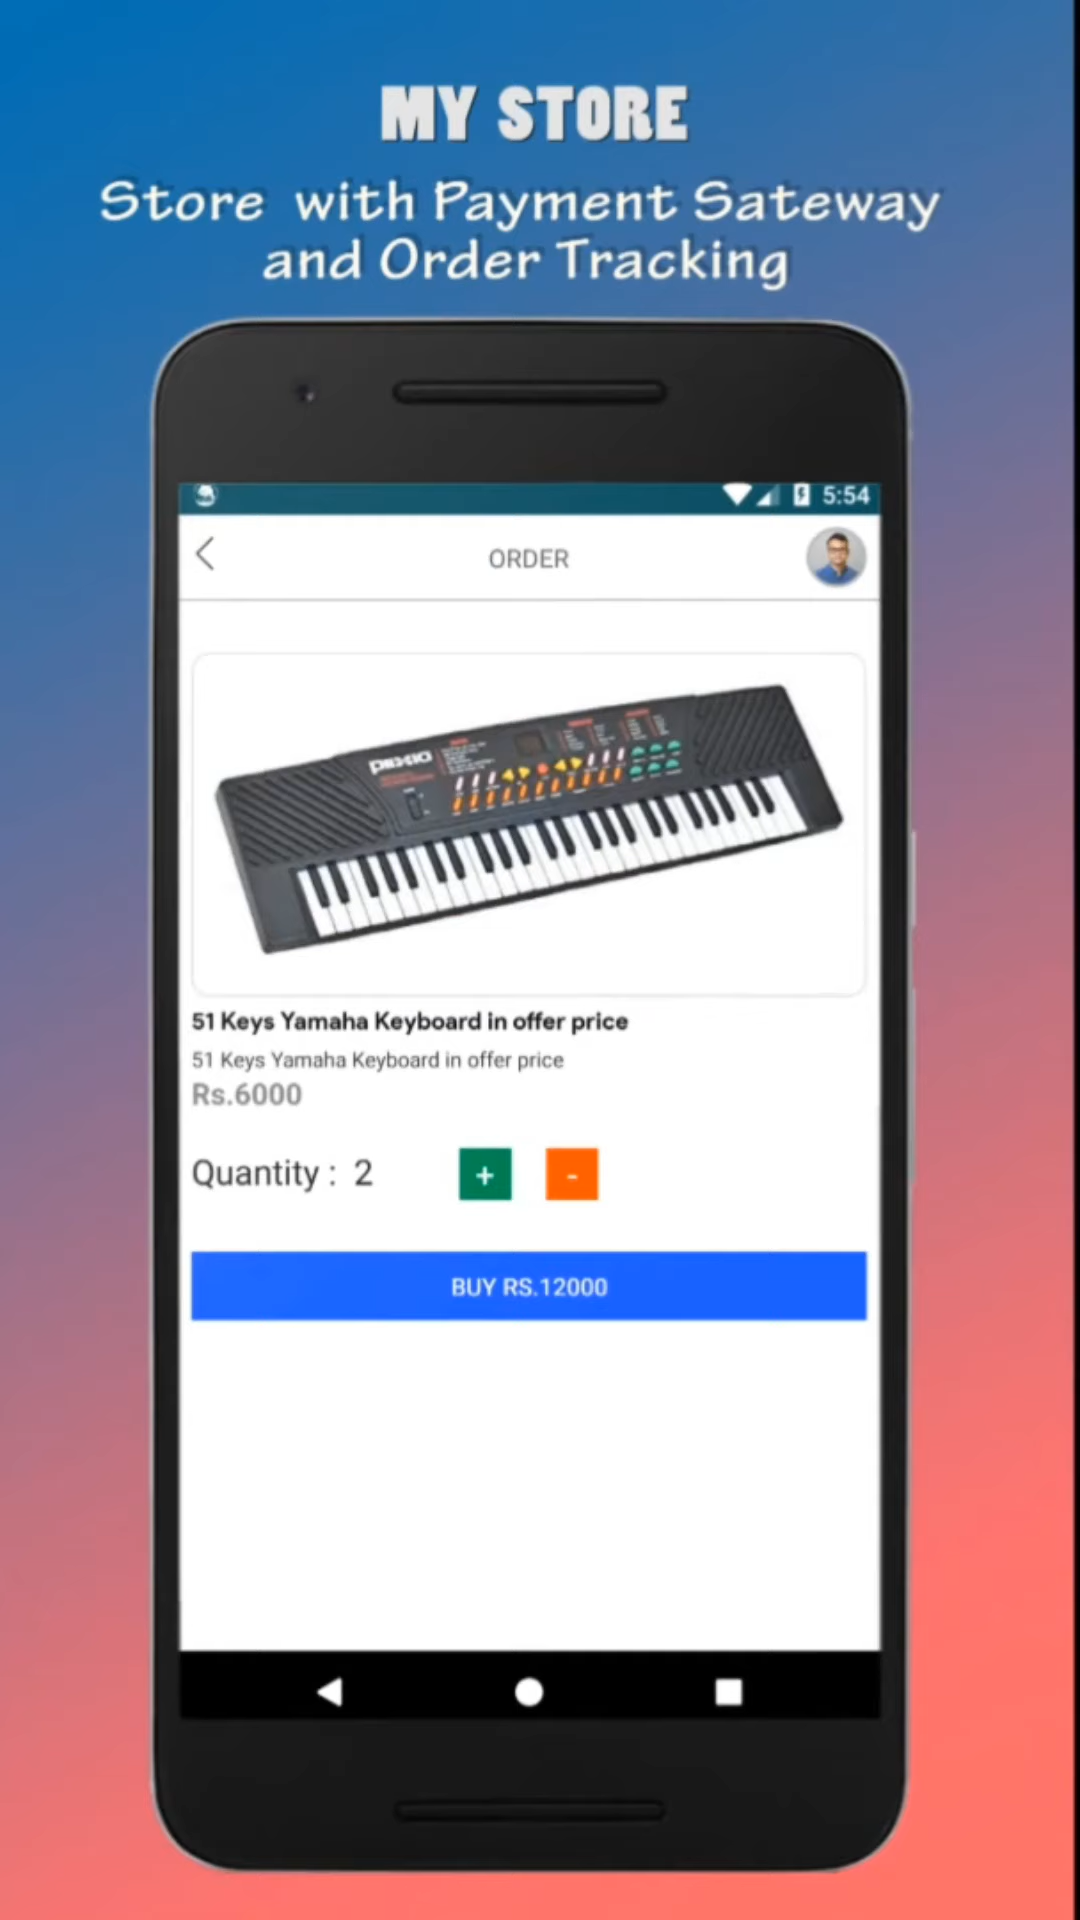 MY STORE
Store with Payment Sateway
and Order Tracking
5:54
ORDER
51 Keys Yamaha Keyboard in offer price
51 Keys Yamaha Keyboard in offer price
Rs.6000
Quantity : 2 + -
BUY RS.12000